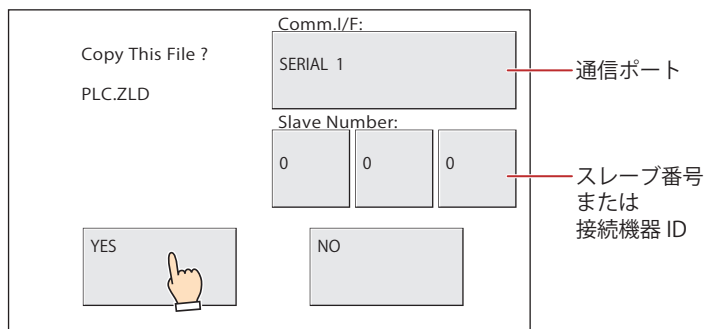 Comm.I/F:
Copy This File ?
SERIAL 1
通信ポート
PLC.ZLD
Slave Number:
0 0 0
スレーブ番号
または
接続機器 ID
YES NO